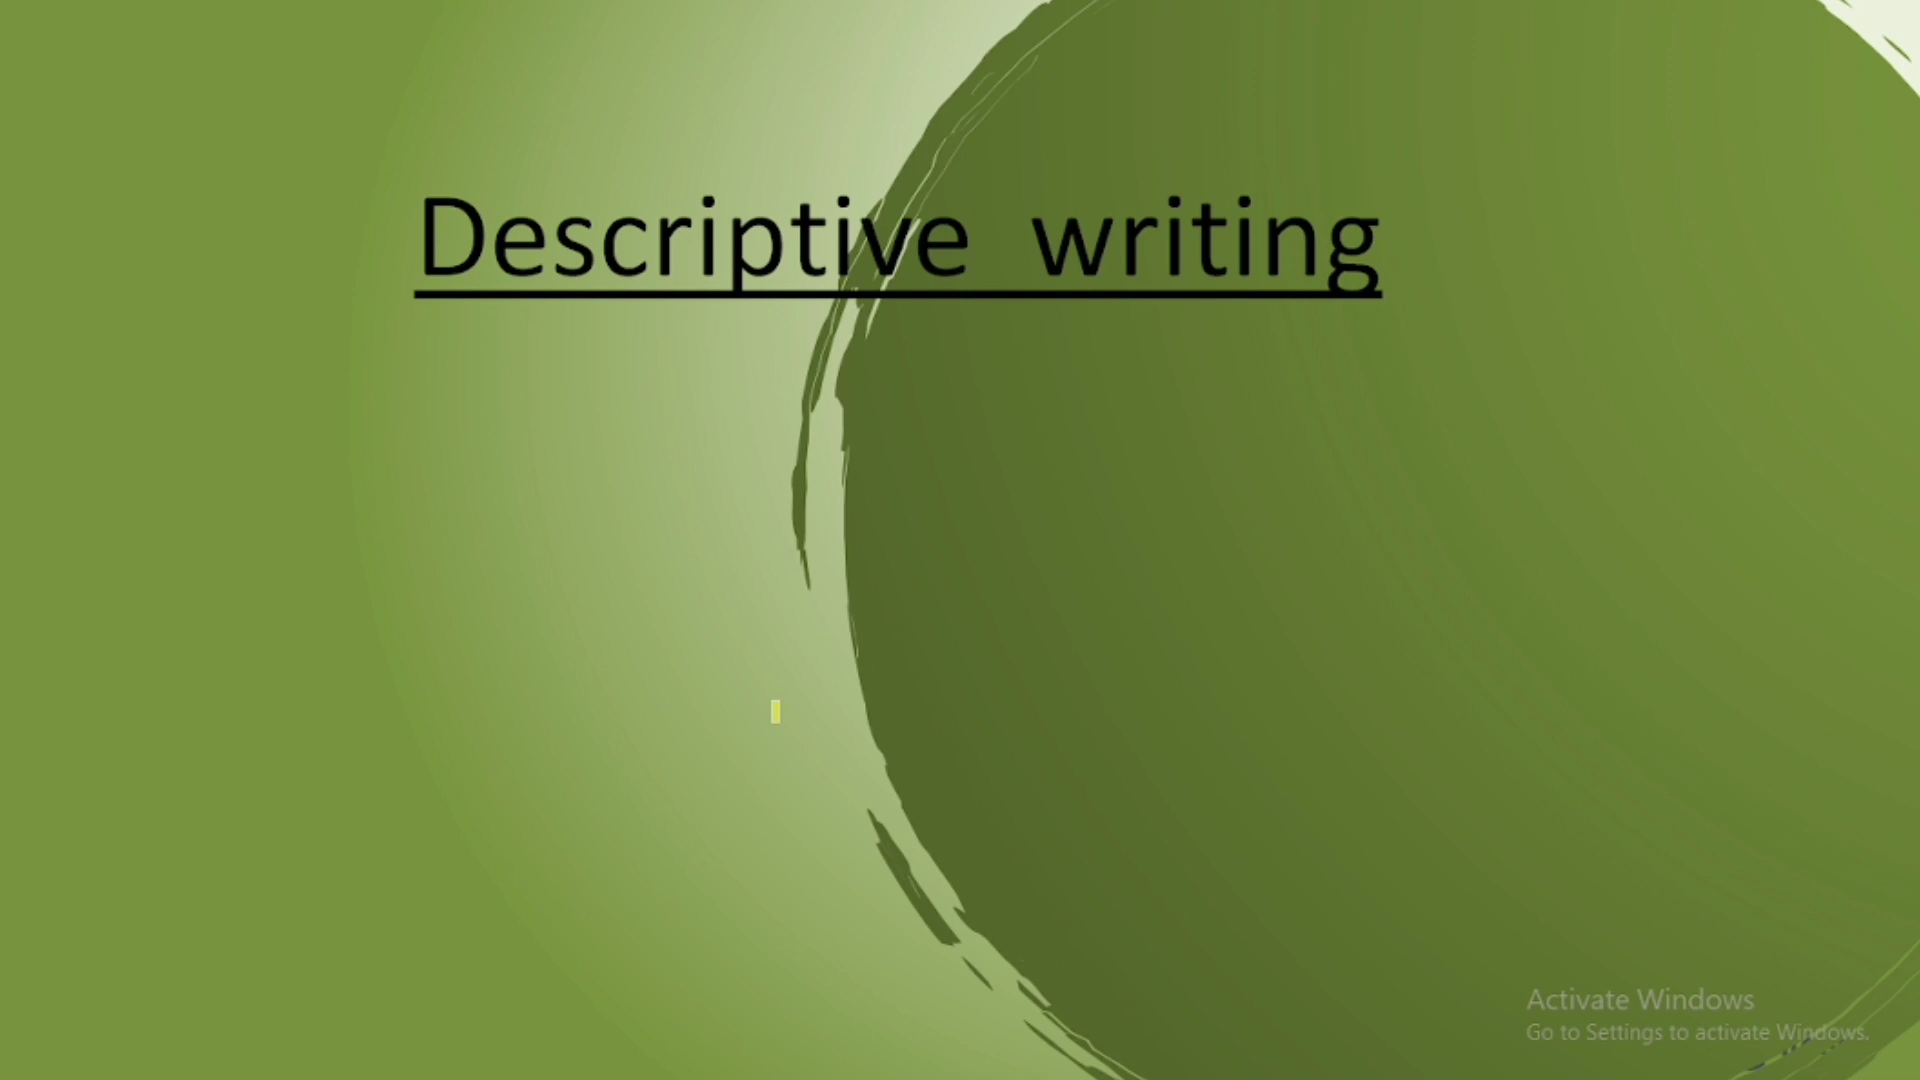 Descriptive writing
Activate Windows
Go to Settings to activate Windows.